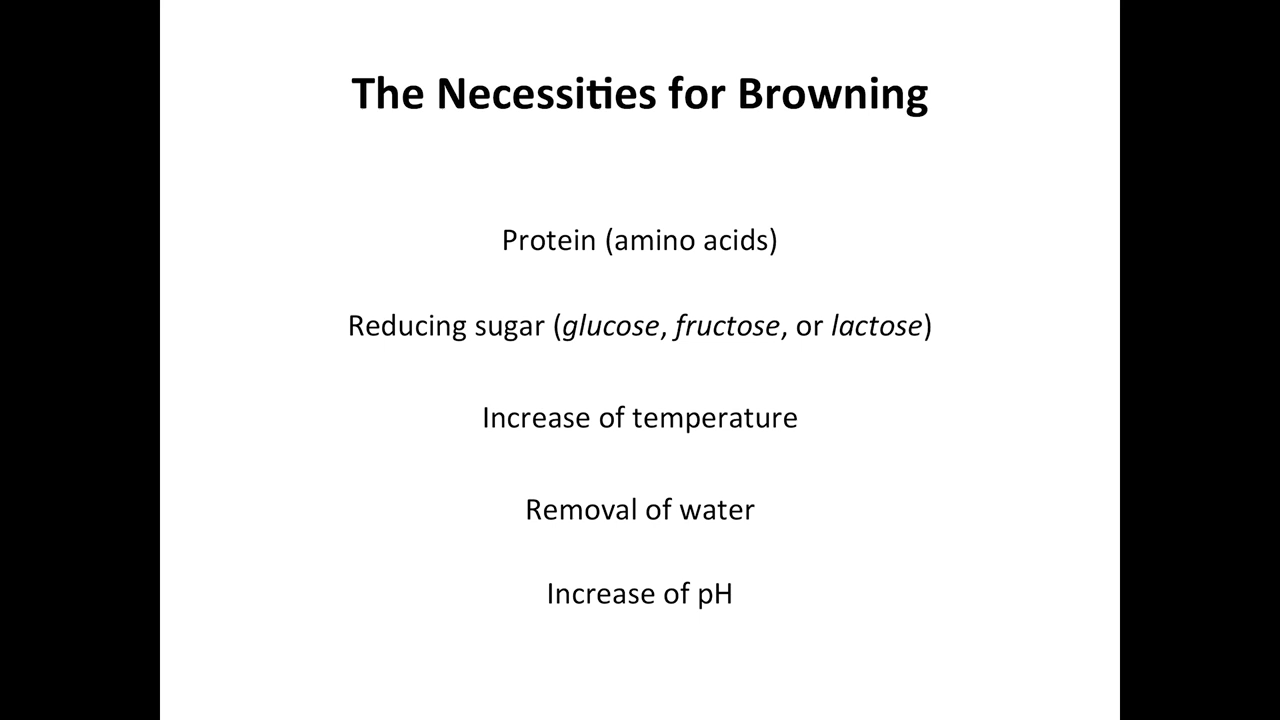 The Necessities for Browning
Protein (amino acids)
Reducing sugar (glucose, fructose, or lactose)
Increase of temperature
Removal of water
Increase of pH